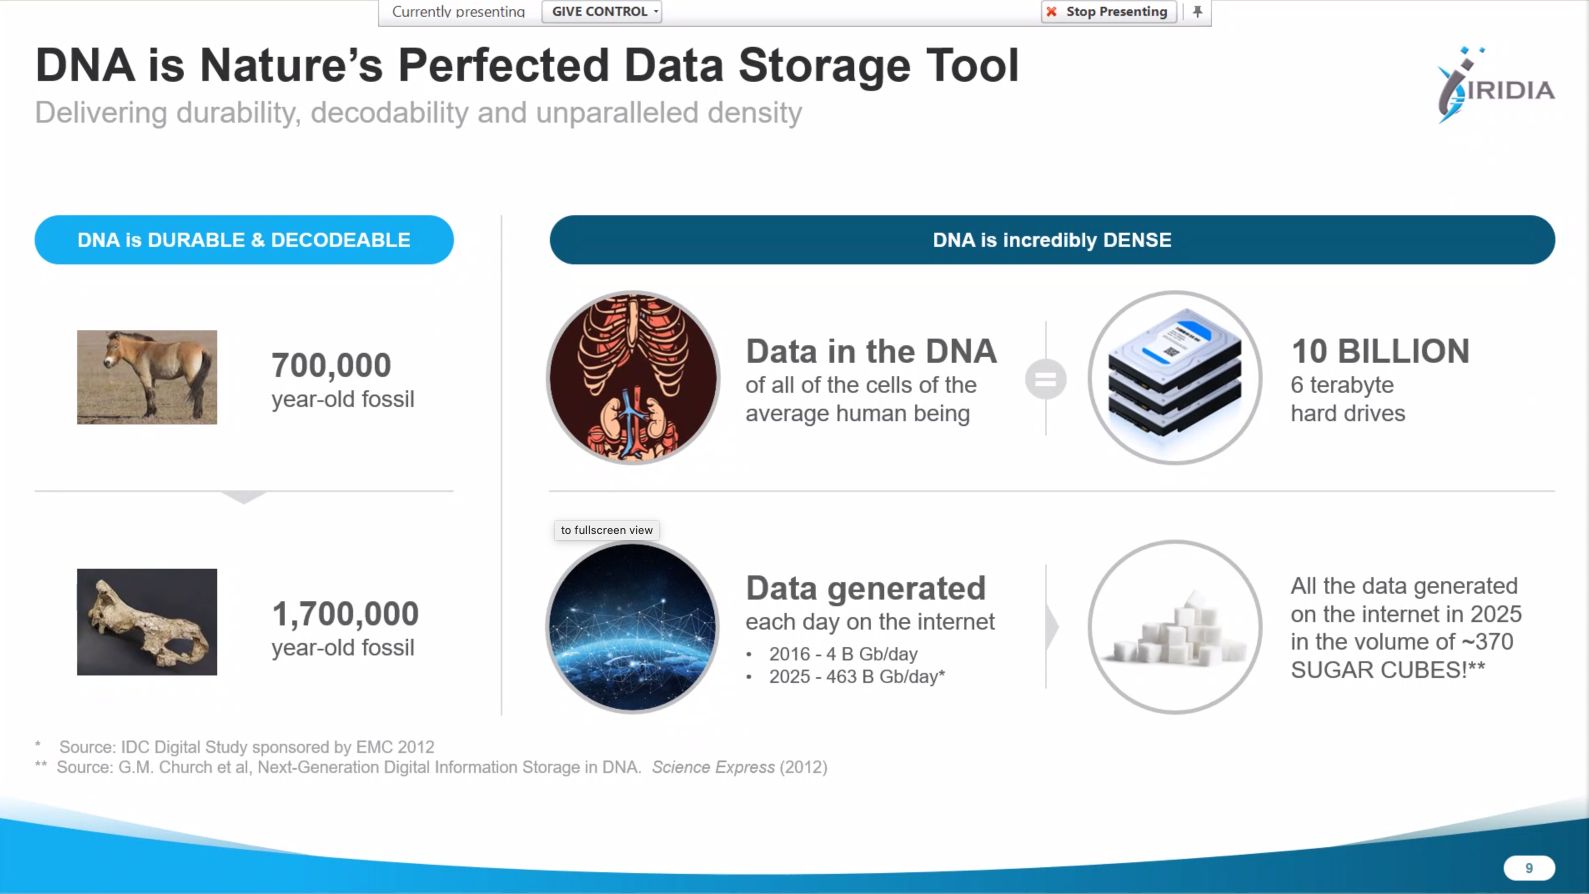 Currently presenting
GIVE CONTROL
Stop Presenting
DNA is Nature’s Perfected Data Storage Tool
Delivering durability, decodability and unparalleled density
IRIDIA
DNA is DURABLE & DECODEABLE
700,000
year-old fossil
1,700,000
year-old fossil
DNA is incredibly DENSE
Data in the DNA
of all of the cells of the
average human being
10 BILLION
6 terabyte
hard drives
to fullscreen view
Data generated
each day on the internet
• 2016 - 4 B Gb/day
• 2025 - 463 B Gb/day*
All the data generated
on the internet in 2025
in the volume of ~370
SUGAR CUBES!**
* Source: IDC Digital Study sponsored by EMC 2012
** Source: G.M. Church et al, Next-Generation Digital Information Storage in DNA. Science Express (2012)
9